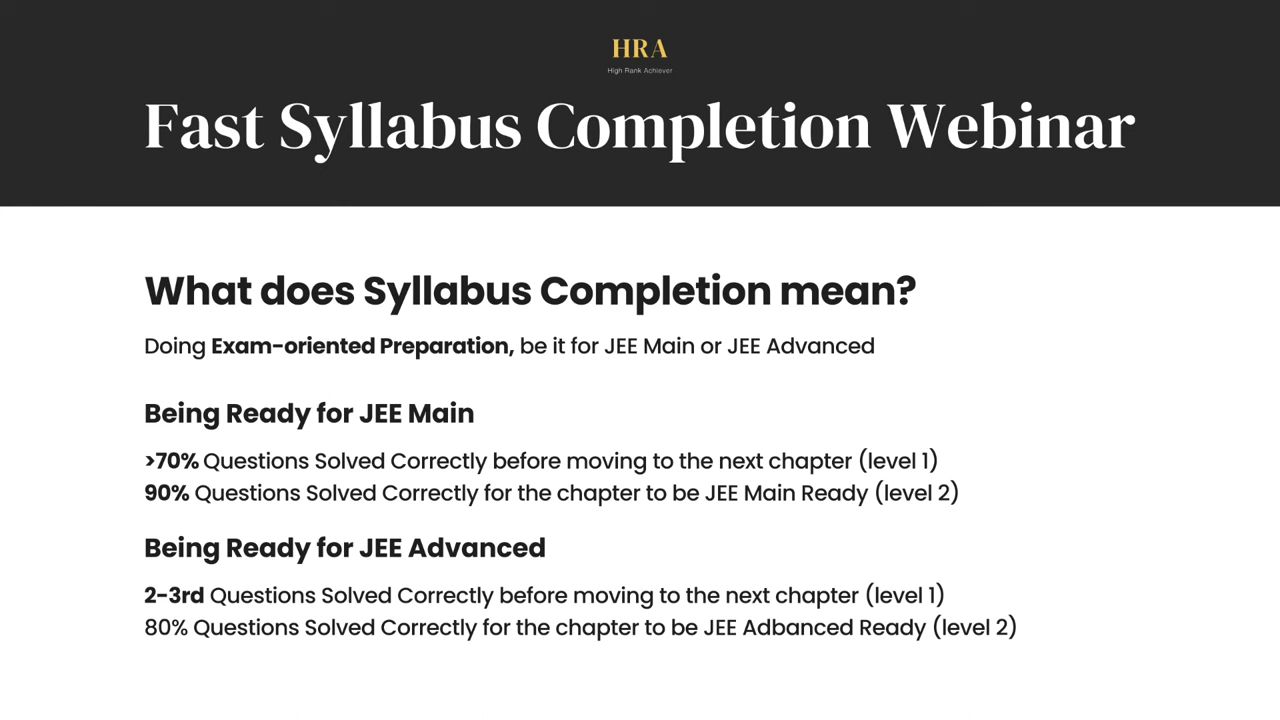 HRA
High Rank Achiever
Fast Syllabus Completion Webinar
What does Syllabus Completion mean?
Doing Exam-oriented Preparation, be it for JEE Main or JEE Advanced
Being Ready for JEE Main
>70% Questions Solved Correctly before moving to the next chapter (level 1)
90% Questions Solved Correctly for the chapter to be JEE Main Ready (level 2)
Being Ready for JEE Advanced
2-3rd Questions Solved Correctly before moving to the next chapter (level 1)
80% Questions Solved Correctly for the chapter to be JEE Adbanced Ready (level 2)